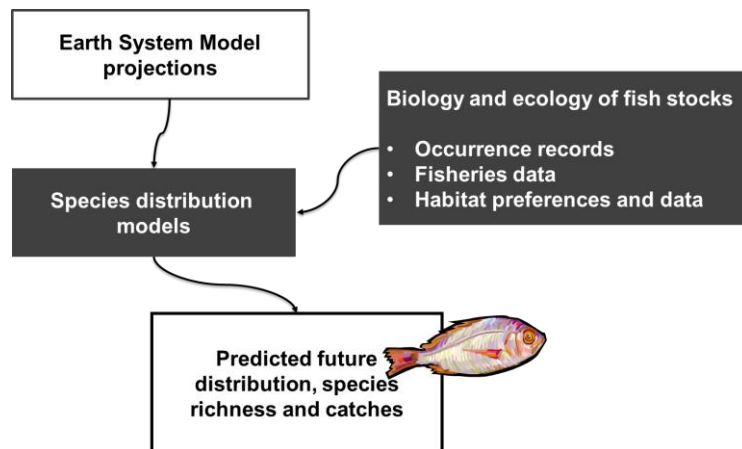 Earth System Model
projections
Biology and ecology of fish stocks
• Occurrence records
• Fisheries data
• Habitat preferences and data
Species distribution
models
Predicted future
distribution, species
richness and catches